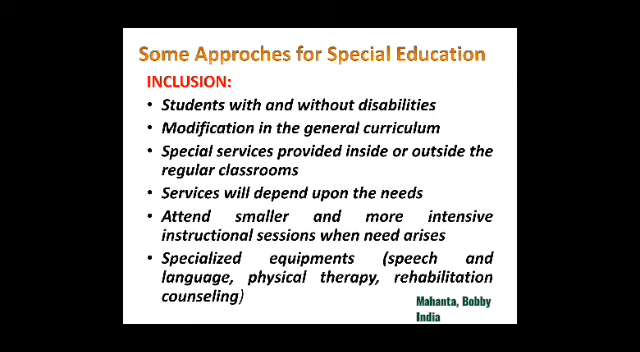 Some Approches for Special Education
INCLUSION:
• Students with and without disabilities
• Modification in the general curriculum
• Special services provided inside or outside the
regular classrooms
• Services will depend upon the needs
• Attend smaller and more intensive
instructional sessions when need arises
• Specialized equipments (speech and
language, physical therapy, rehabilitation
counseling)
Mahanta, Bobby
India